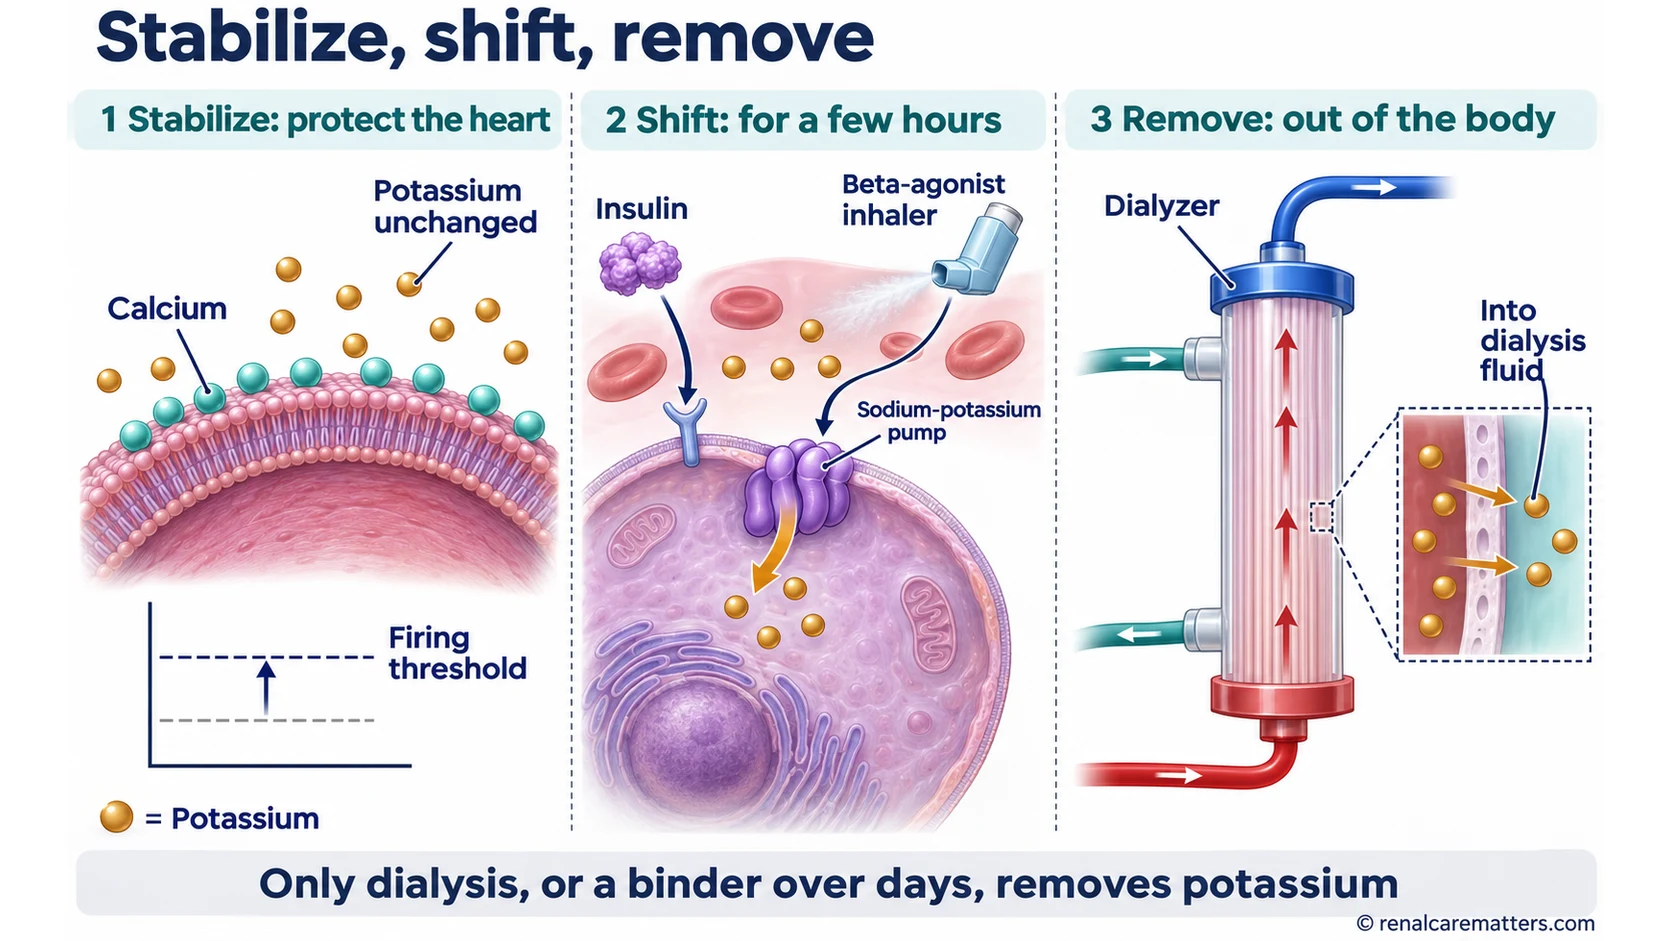 Stabilize, shift, remove
1 Stabilize: protect the heart
Potassium
unchanged
Calcium
Firing
threshold
= Potassium
2 Shift: for a few hours
Insulin
Beta-agonist
inhaler
Sodium-potassium
pump
3 Remove: out of the body
Dialyzer
Into
dialysis
fluid
Only dialysis, or a binder over days, removes potassium
© renalcarematters.com